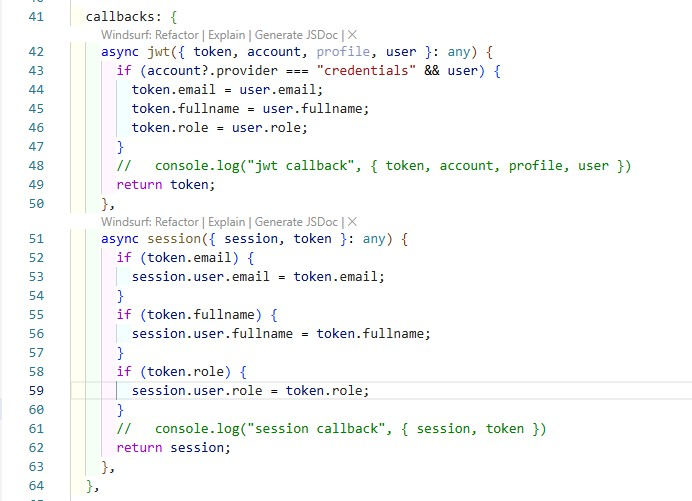 41 callbacks: {
Windsurf: Refactor | Explain | Generate JSDoc | ×
42 async jwt({ token, account, profile, user }: any) {
43 if (account?.provider === "credentials" && user) {
44 token.email = user.email;
45 token.fullname = user.fullname;
46 token.role = user.role;
47 }
48 //   console.log("jwt callback", { token, account, profile, user })
49 return token;
50 },
Windsurf: Refactor | Explain | Generate JSDoc | ×
51 async session({ session, token }: any) {
52 if (token.email) {
53 session.user.email = token.email;
54 }
55 if (token.fullname) {
56 session.user.fullname = token.fullname;
57 }
58 if (token.role) {
59 session.user.role = token.role;
60 }
61 //   console.log("session callback", { session, token })
62 return session;
63 },
64 },